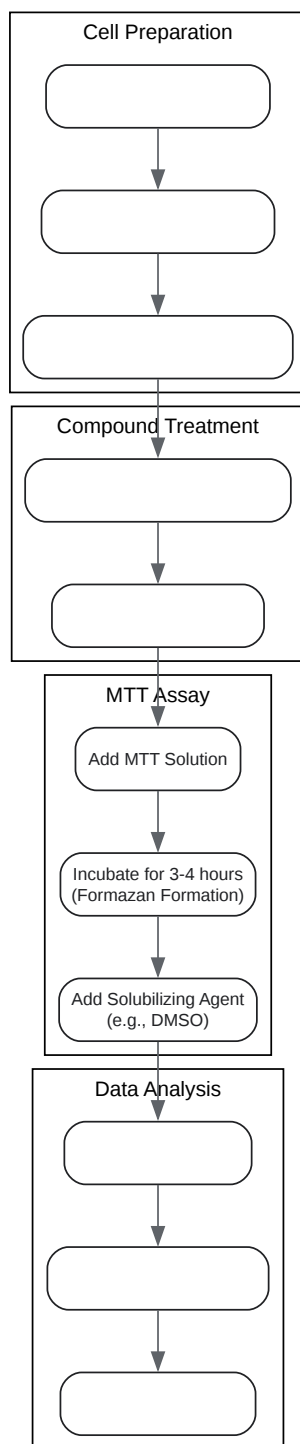 Cell Preparation
Compound Treatment
MTT Assay
Add MTT Solution
Incubate for 3-4 hours
(Formazan Formation)
Add Solubilizing Agent
(e.g., DMSO)
Data Analysis